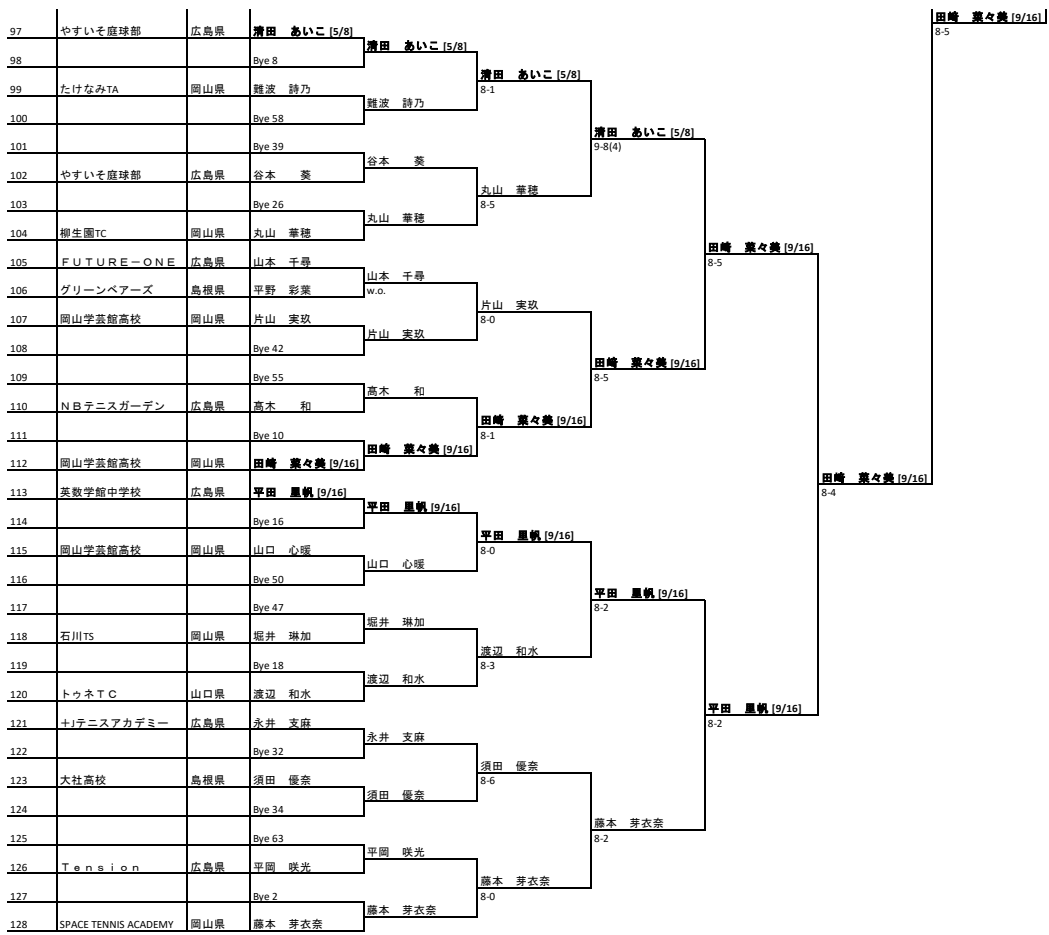 田崎　菜々美 [9/16]
8-5
97 やすいそ庭球部 広島県 清田　あいこ [5/8]
清田　あいこ [5/8]
98 Bye 8
清田　あいこ [5/8]
99 たけなみTA 岡山県 難波　詩乃 8-1
難波　詩乃
100 Bye 58
清田　あいこ [5/8]
101 Bye 39 9-8(4)
谷本　　葵
102 やすいそ庭球部 広島県 谷本　　葵
丸山　華穂
103 Bye 26 8-5
丸山　華穂
104 柳生園TC 岡山県 丸山　華穂
田崎　菜々美 [9/16]
105 ＦＵＴＵＲＥ－ＯＮＥ 広島県 山本　千尋 8-5
山本　千尋
106 グリーンベアーズ 島根県 平野　彩葉 w.o.
片山　実玖
107 岡山学芸館高校 岡山県 片山　実玖 8-0
片山　実玖
108 Bye 42
田崎　菜々美 [9/16]
109 Bye 55 8-5
髙木　　和
110 ＮＢテニスガーデン 広島県 髙木　　和
田崎　菜々美 [9/16]
111 Bye 10 8-1
田崎　菜々美 [9/16]
112 岡山学芸館高校 岡山県 田崎　菜々美 [9/16]
田崎　菜々美 [9/16]
113 英数学館中学校 広島県 平田　里帆 [9/16] 8-4
平田　里帆 [9/16]
114 Bye 16
平田　里帆 [9/16]
115 岡山学芸館高校 岡山県 山口　心暖 8-0
山口　心暖
116 Bye 50
平田　里帆 [9/16]
117 Bye 47 8-2
堀井　琳加
118 石川TS 岡山県 堀井　琳加
渡辺　和水
119 Bye 18 8-3
渡辺　和水
120 トゥネＴＣ 山口県 渡辺　和水
平田　里帆 [9/16]
121 ＋Jテニスアカデミー 広島県 永井　支麻 8-2
永井　支麻
122 Bye 32
須田　優奈
123 大社高校 島根県 須田　優奈 8-6
須田　優奈
124 Bye 34
藤本　芽衣奈
125 Bye 63 8-2
平岡　咲光
126 Ｔｅｎｓｉｏｎ 広島県 平岡　咲光
藤本　芽衣奈
127 Bye 2 8-0
藤本　芽衣奈
128 SPACE TENNIS ACADEMY 岡山県 藤本　芽衣奈